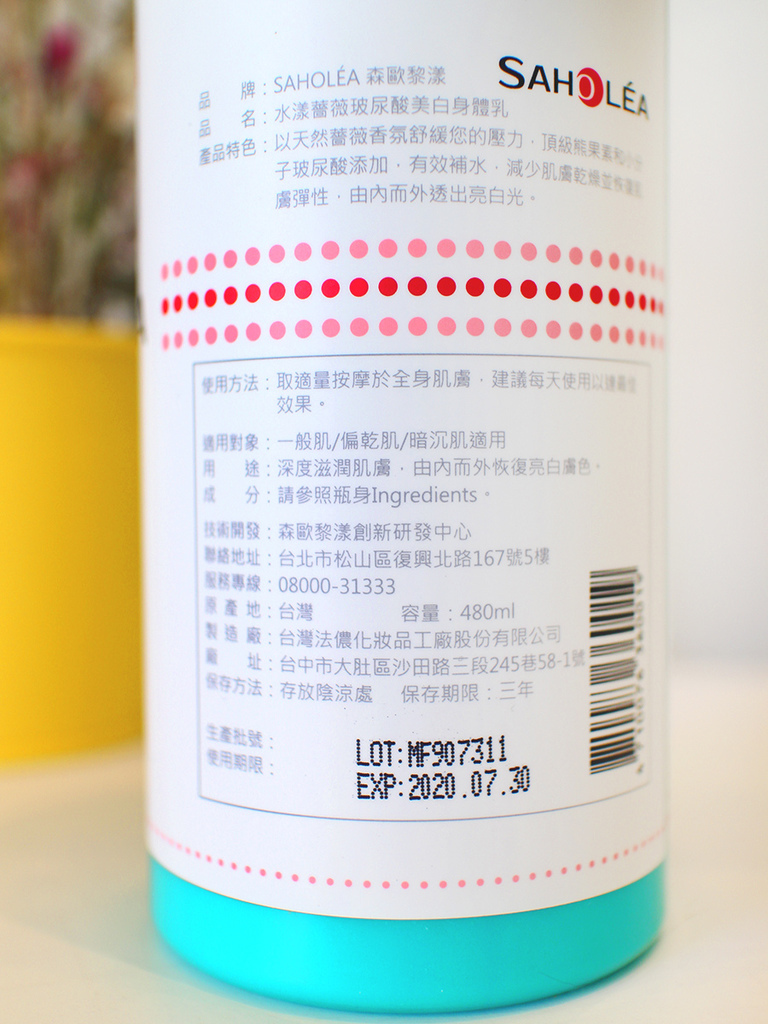 SAHOLÉA
品 牌：SAHOLÉA 森歐黎漾
品 名：水漾薔薇玻尿酸美白身體乳
產品特色：以天然薔薇香氛舒緩您的壓力，頂級熊果素和小分
子玻尿酸添加，有效補水，減少肌膚乾燥並恢復肌
膚彈性，由內而外透出亮白光。
使用方法：取適量按摩於全身肌膚，建議每天使用以達最佳
效果。
適用對象：一般肌/偏乾肌/暗沉肌適用
用 途：深度滋潤肌膚，由內而外恢復亮白膚色。
成 分：請參照瓶身Ingredients。
技術開發：森歐黎漾創新研發中心
聯絡地址：台北市松山區復興北路167號5樓
服務專線：08000-31333
原 產 地：台灣 容量：480ml
製 造 廠：台灣法儂化妝品工廠股份有限公司
廠 址：台中市大肚區沙田路三段245巷58-1號
保存方法：存放陰涼處 保存期限：三年
生產批號： LOT:MF907311
使用期限： EXP:2020.07.30